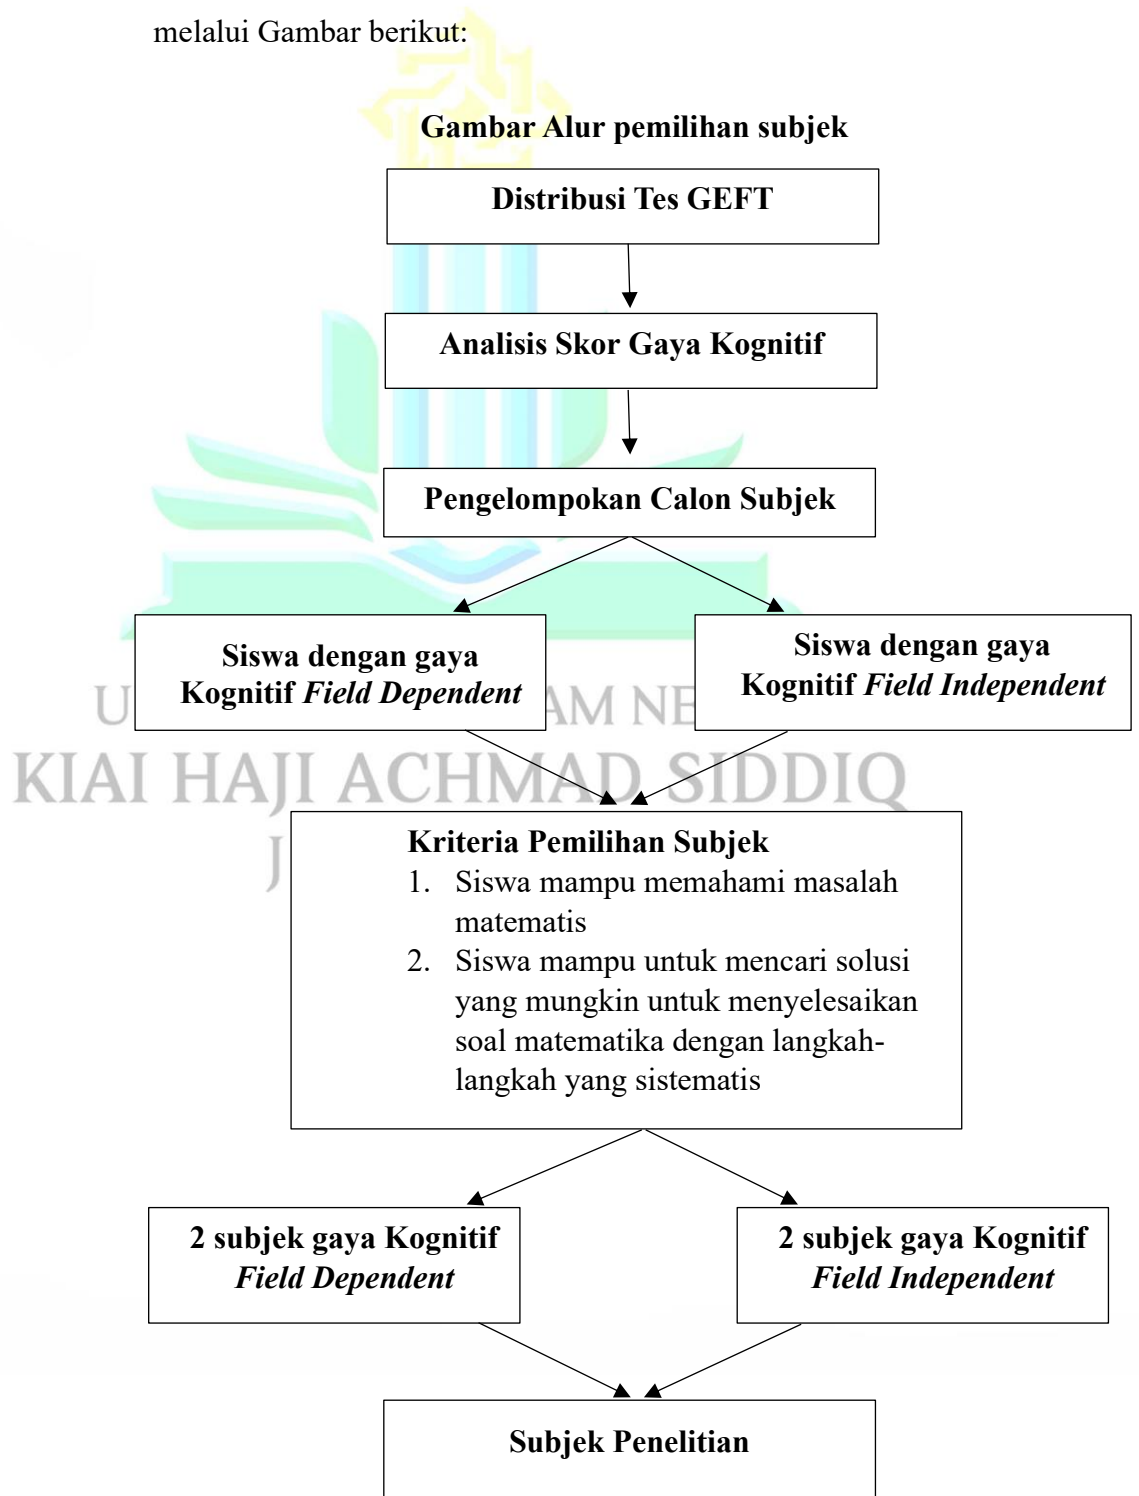 melalui Gambar berikut:
Gambar Alur pemilihan subjek
Distribusi Tes GEFT
Analisis Skor Gaya Kognitif
Pengelompokan Calon Subjek
Siswa dengan gaya
Kognitif Field Dependent
Siswa dengan gaya
Kognitif Field Independent
U AM NE
KIAI HAJI ACHMAD SIDDIQ
J
Kriteria Pemilihan Subjek
1. Siswa mampu memahami masalah
matematis
2. Siswa mampu untuk mencari solusi
yang mungkin untuk menyelesaikan
soal matematika dengan langkah-
langkah yang sistematis
2 subjek gaya Kognitif
Field Dependent
2 subjek gaya Kognitif
Field Independent
Subjek Penelitian